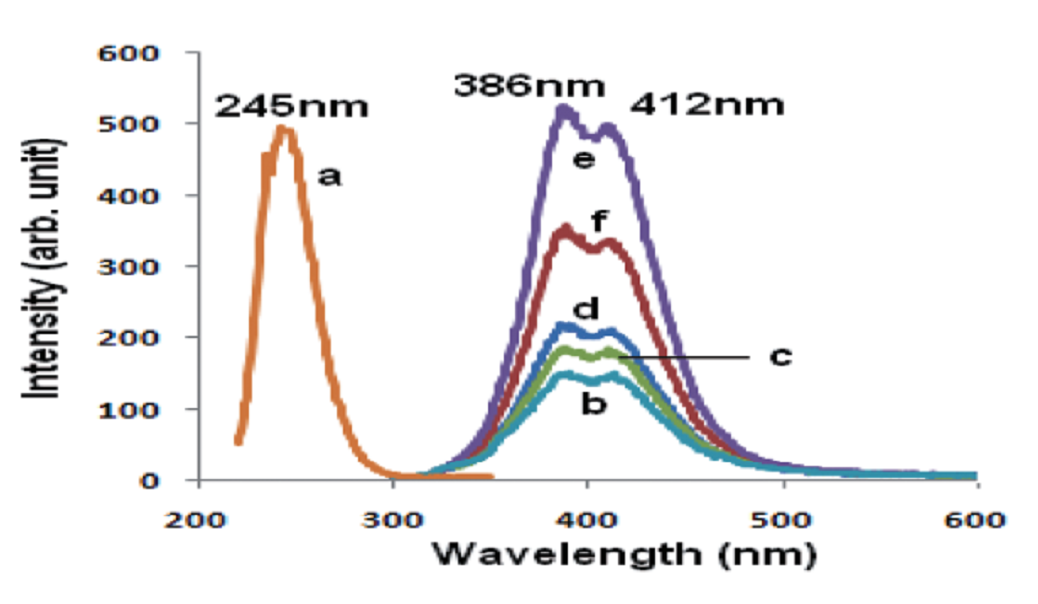 600
500
400
300
200
100
0
Intensity (arb. unit)
245nm
386nm
412nm
a
e
f
d
c
b
200 300 400 500 600
Wavelength (nm)